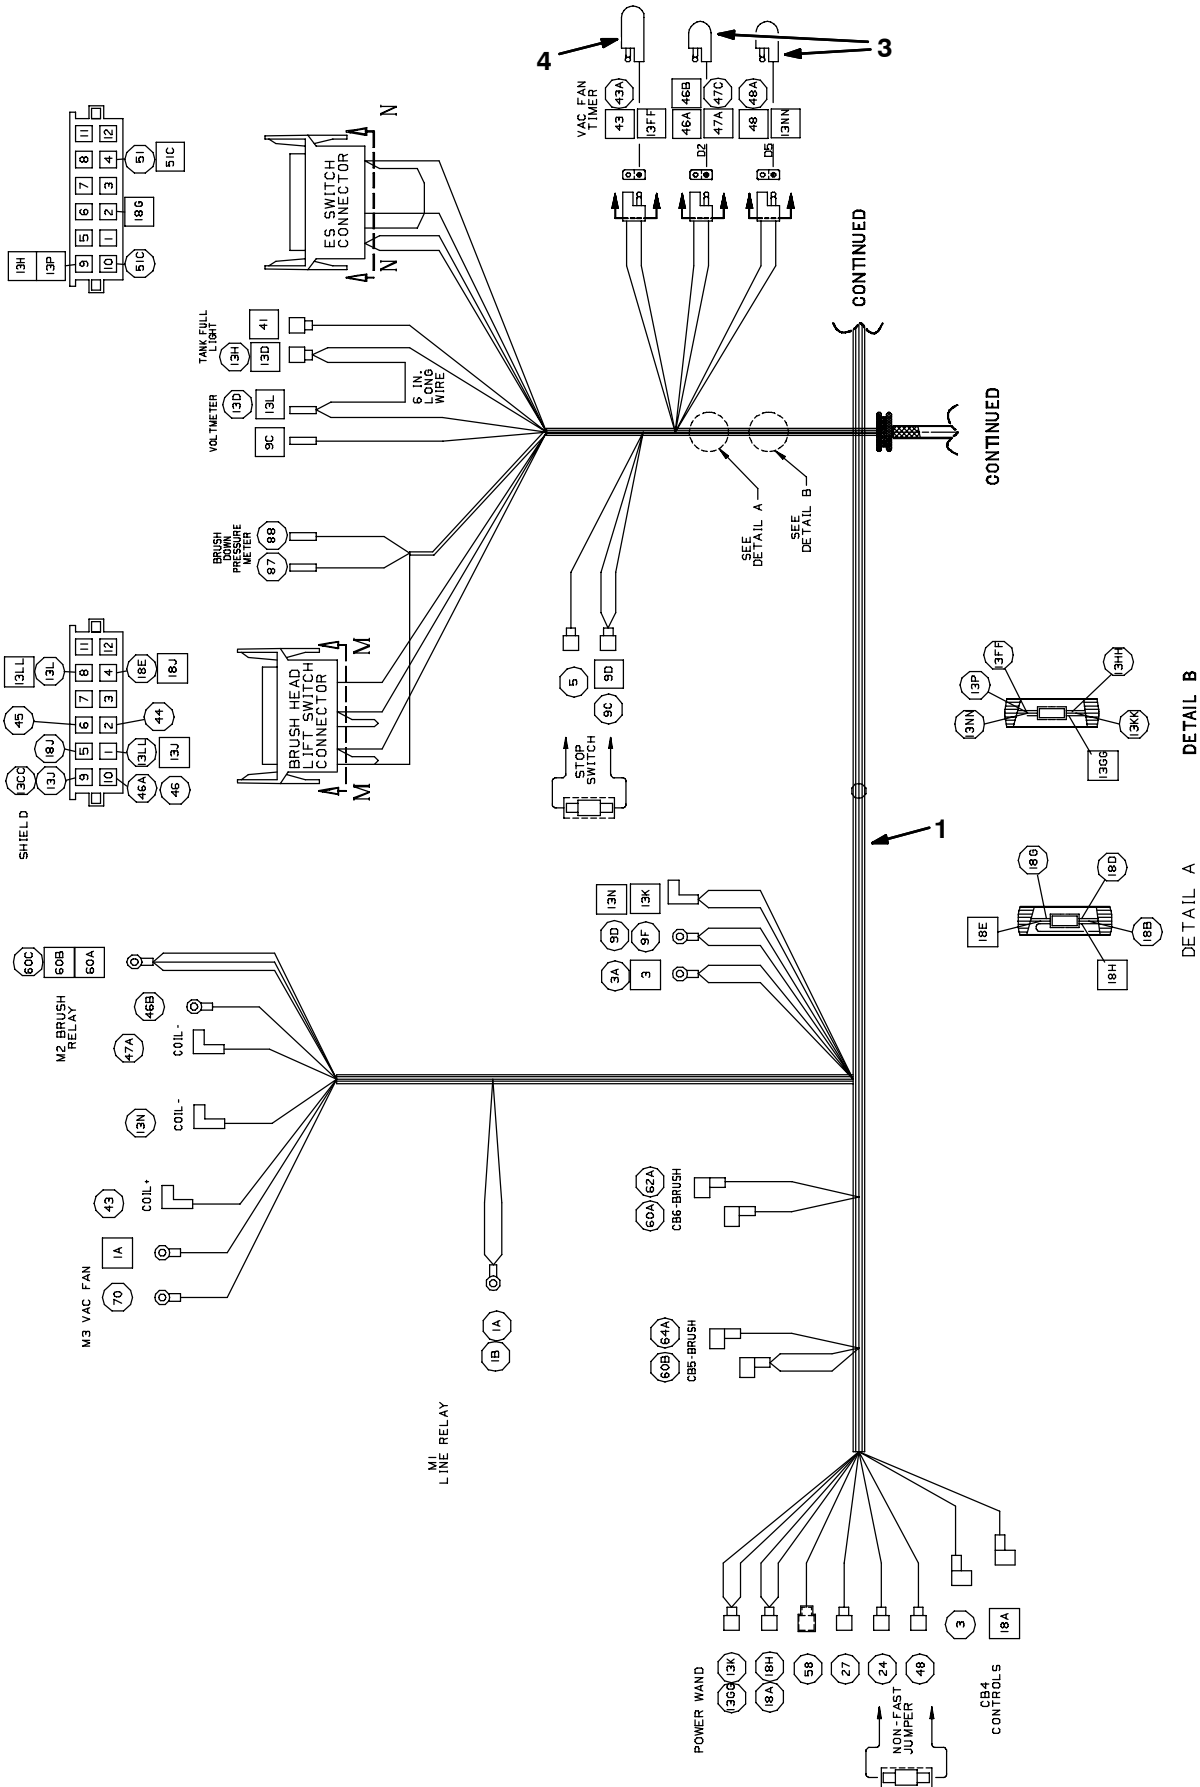 4
3
VAC FAN
TIMER
43A
43
13FF
46B
46A
47C
47A
D2
48A
48
13NN
D5
11
8
7
6
5
9
12
4
3
2
1
10
51
51C
18G
13H
13P
51C
N
ES SWITCH
CONNECTOR
N
TANK FULL
LIGHT
41
13H
13D
6 IN.
LONG
WIRE
VOLTMETER
13D
13L
9C
BRUSH
DOWN
PRESSURE
METER
88
87
CONTINUED
CONTINUED
SEE
DETAIL A
SEE
DETAIL B
11
8
7
6
5
9
12
4
3
2
1
10
13LL
13L
18E
18J
45
44
18J
13LL
13J
13CC
13J
46A
46
SHIELD
M
BRUSH HEAD
LIFT SWITCH
CONNECTOR
M
5
9D
9C
STOP
SWITCH
13FF
13P
13NN
13HH
13KK
13GG
DETAIL B
1
18G
18E
18D
18B
18H
DETAIL A
13N
13K
9D
9F
3A
3
60C
60B
60A
M2 BRUSH
RELAY
46B
47A
COIL-
13N
COIL-
43
COIL+
1A
70
M3 VAC FAN
1A
1B
M1
LINE RELAY
62A
60A
CB6-BRUSH
64A
60B
CB5-BRUSH
POWER WAND
13K
13GG
18H
18A
58
27
24
48
NON-FAST
JUMPER
3
18A
CB4
CONTROLS